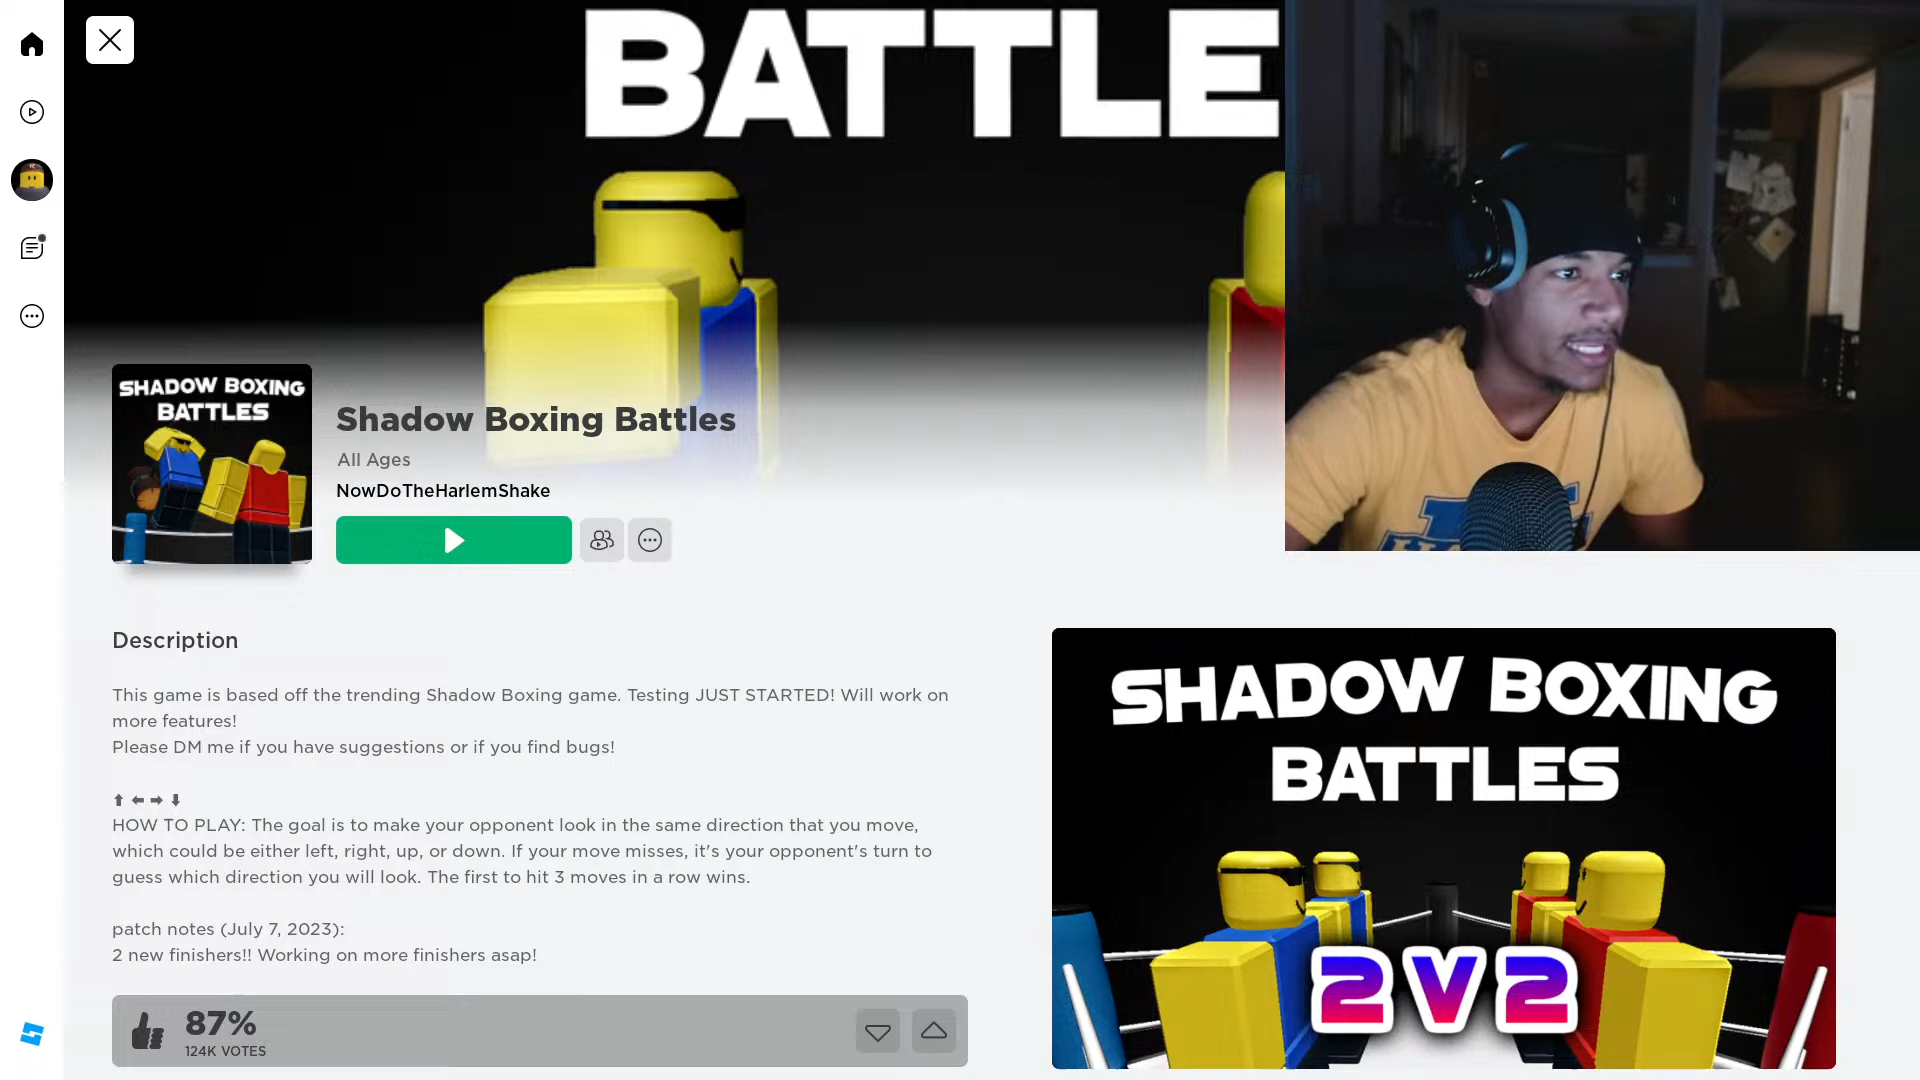 BATTLE
SHADOW BOXING
BATTLES
Shadow Boxing Battles
All Ages
NowDoTheHarlemShake
Description
This game is based off the trending Shadow Boxing game. Testing JUST STARTED! Will work on
more features!
Please DM me if you have suggestions or if you find bugs!
⬆ ⬅ ➡ ⬇
HOW TO PLAY: The goal is to make your opponent look in the same direction that you move,
which could be either left, right, up, or down. If your move misses, it's your opponent's turn to
guess which direction you will look. The first to hit 3 moves in a row wins.
patch notes (July 7, 2023):
2 new finishers!! Working on more finishers asap!
87%
124K VOTES
SHADOW BOXING
BATTLES
2V2